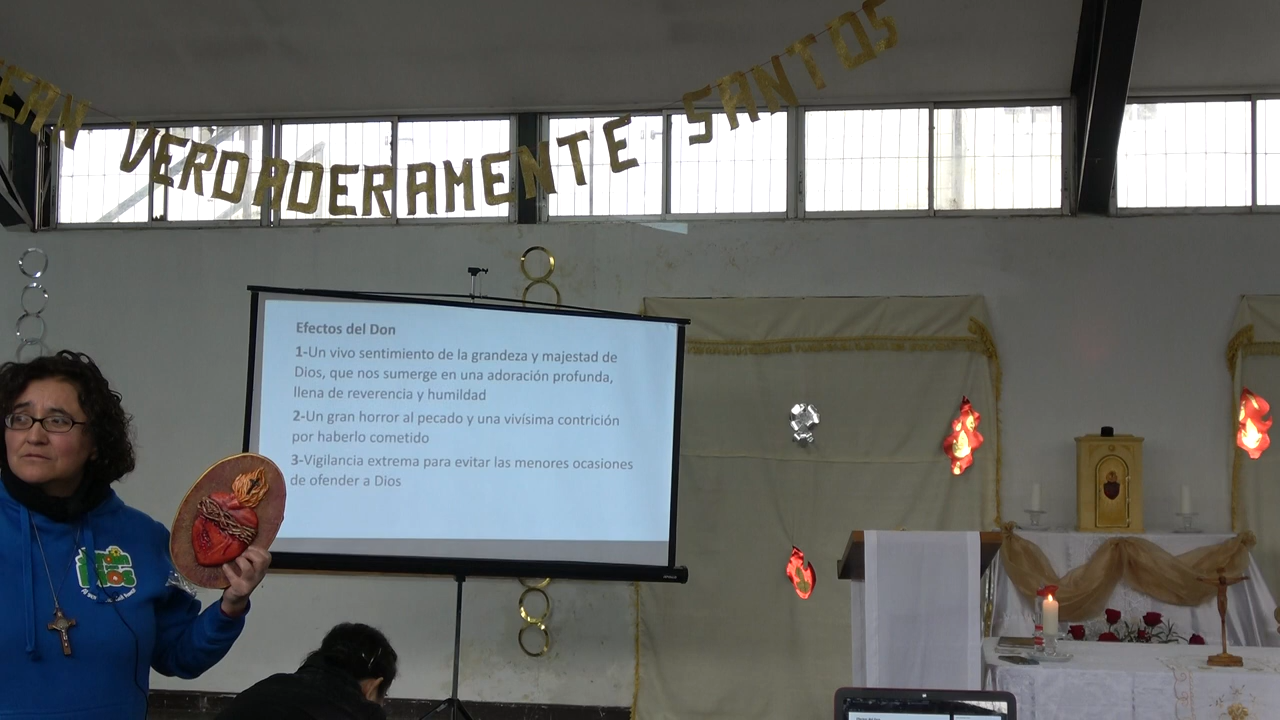 EAN VERDADERAMENTE SANTOS
Efectos del Don
1-Un vivo sentimiento de la grandeza y majestad de
Dios, que nos sumerge en una adoración profunda,
llena de reverencia y humildad
2-Un gran horror al pecado y una vivísima contrición
por haberlo cometido
3-Vigilancia extrema para evitar las menores ocasiones
de ofender a Dios